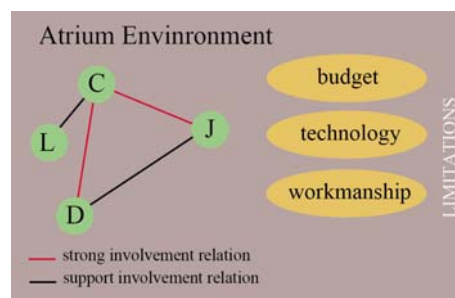 Atrium Envinronment
C
L
J
D
budget
technology
workmanship
LIMITATIONS
strong involvement relation
support involvement relation